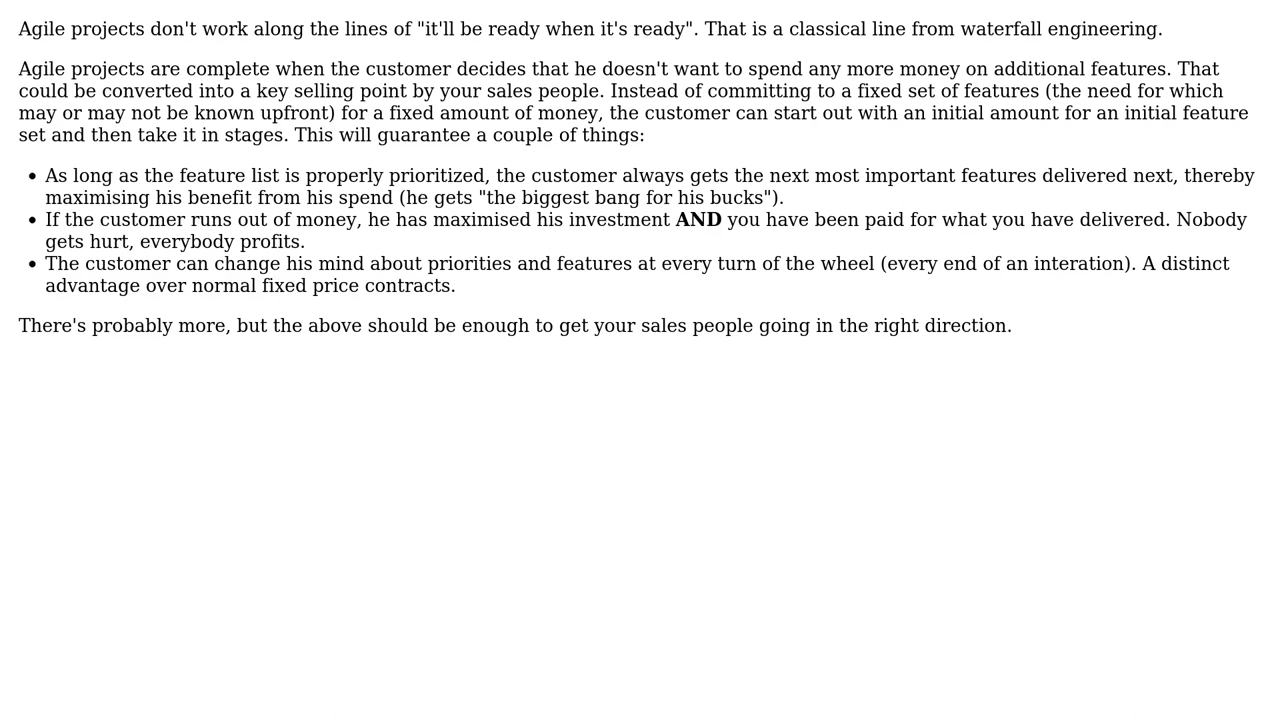 Agile projects don't work along the lines of "it'll be ready when it's ready". That is a classical line from waterfall engineering.
Agile projects are complete when the customer decides that he doesn't want to spend any more money on additional features. That
could be converted into a key selling point by your sales people. Instead of committing to a fixed set of features (the need for which
may or may not be known upfront) for a fixed amount of money, the customer can start out with an initial amount for an initial feature
set and then take it in stages. This will guarantee a couple of things:
• As long as the feature list is properly prioritized, the customer always gets the next most important features delivered next, thereby
maximising his benefit from his spend (he gets "the biggest bang for his bucks").
• If the customer runs out of money, he has maximised his investment AND you have been paid for what you have delivered. Nobody
gets hurt, everybody profits.
• The customer can change his mind about priorities and features at every turn of the wheel (every end of an interation). A distinct
advantage over normal fixed price contracts.
There's probably more, but the above should be enough to get your sales people going in the right direction.